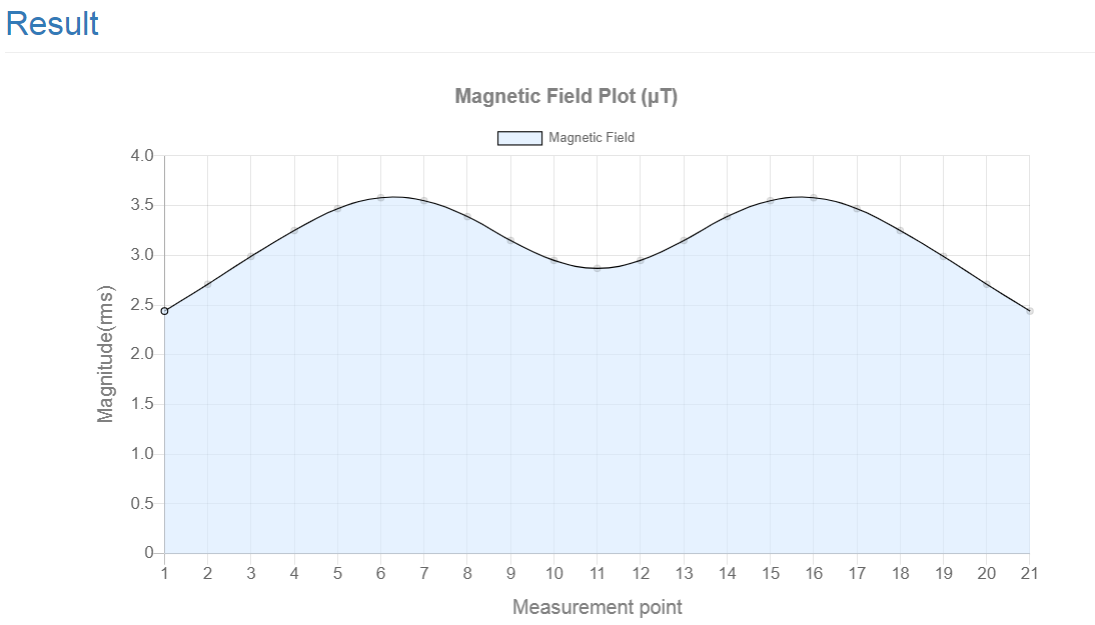 Result
Magnetic Field Plot (μT)
Magnetic Field
Magnitude(rms)
4.0
3.5
3.0
2.5
2.0
1.5
1.0
0.5
0
1 2 3 4 5 6 7 8 9 10 11 12 13 14 15 16 17 18 19 20 21
Measurement point